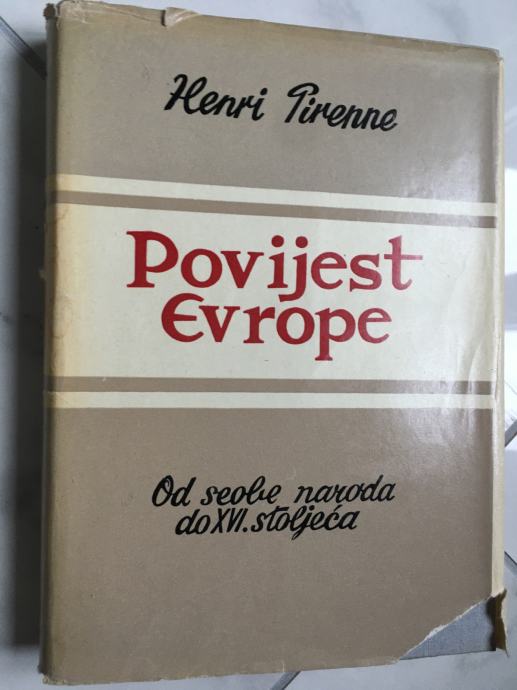 Henri Pirenne
Povijest
Evrope
Od seobe naroda
do XVI. stoljeća